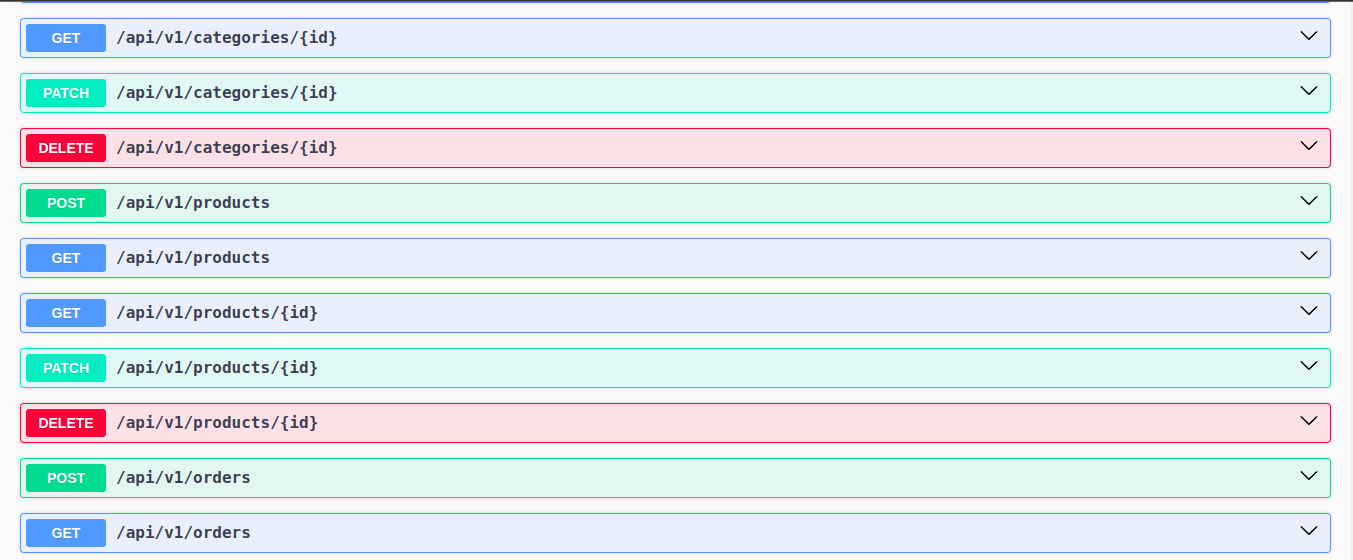 GET /api/v1/categories/{id}
PATCH /api/v1/categories/{id}
DELETE /api/v1/categories/{id}
POST /api/v1/products
GET /api/v1/products
GET /api/v1/products/{id}
PATCH /api/v1/products/{id}
DELETE /api/v1/products/{id}
POST /api/v1/orders
GET /api/v1/orders